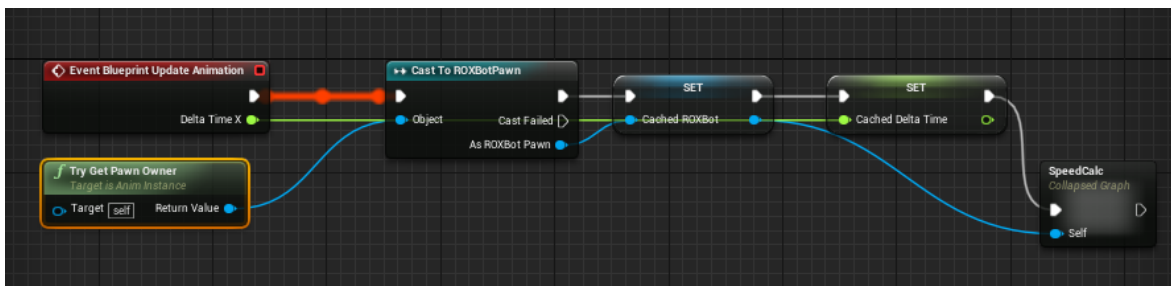 Event Blueprint Update Animation
Delta Time X
f Try Get Pawn Owner
Target is Anim Instance
Target self Return Value
Cast To ROXBotPawn
Object Cast Failed
As ROXBot Pawn
SET
Cached ROXBot
SET
Cached Delta Time
SpeedCalc
Collapsed Graph
Self